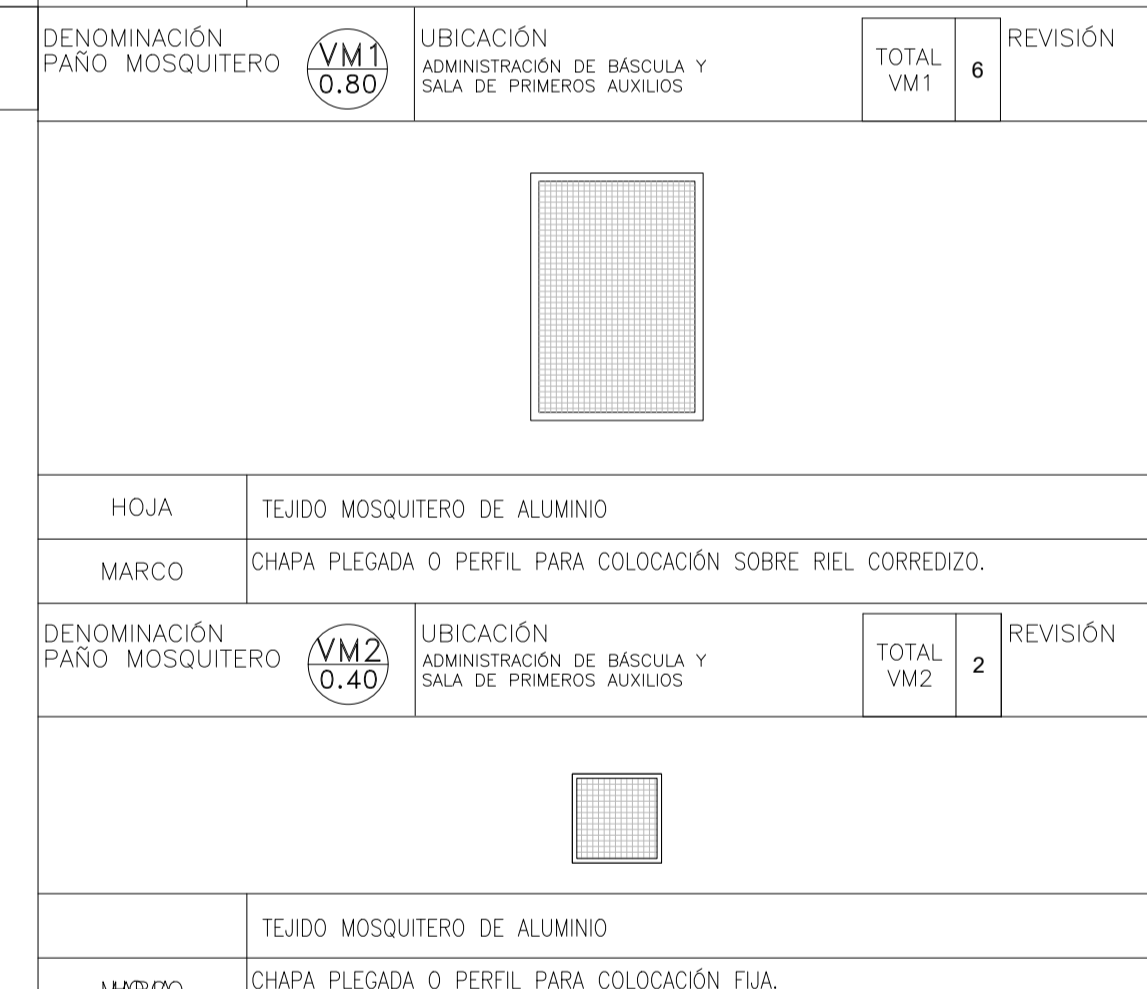 DENOMINACIÓN
PAÑO MOSQUITERO
VM1
0.80
UBICACIÓN
ADMINISTRACIÓN DE BÁSCULA Y
SALA DE PRIMEROS AUXILIOS
TOTAL
VM1
6
REVISIÓN
HOJA
TEJIDO MOSQUITERO DE ALUMINIO
MARCO
CHAPA PLEGADA O PERFIL PARA COLOCACIÓN SOBRE RIEL CORREDIZO.
DENOMINACIÓN
PAÑO MOSQUITERO
VM2
0.40
UBICACIÓN
ADMINISTRACIÓN DE BÁSCULA Y
SALA DE PRIMEROS AUXILIOS
TOTAL
VM2
2
REVISIÓN
TEJIDO MOSQUITERO DE ALUMINIO
CHAPA PLEGADA O PERFIL PARA COLOCACIÓN FIJA.